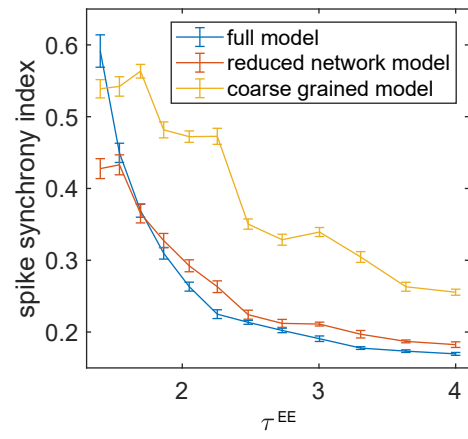 0.6
0.5
0.4
0.3
0.2
spike synchrony index
full model
reduced network model
coarse grained model
2
3
4
τ^EE